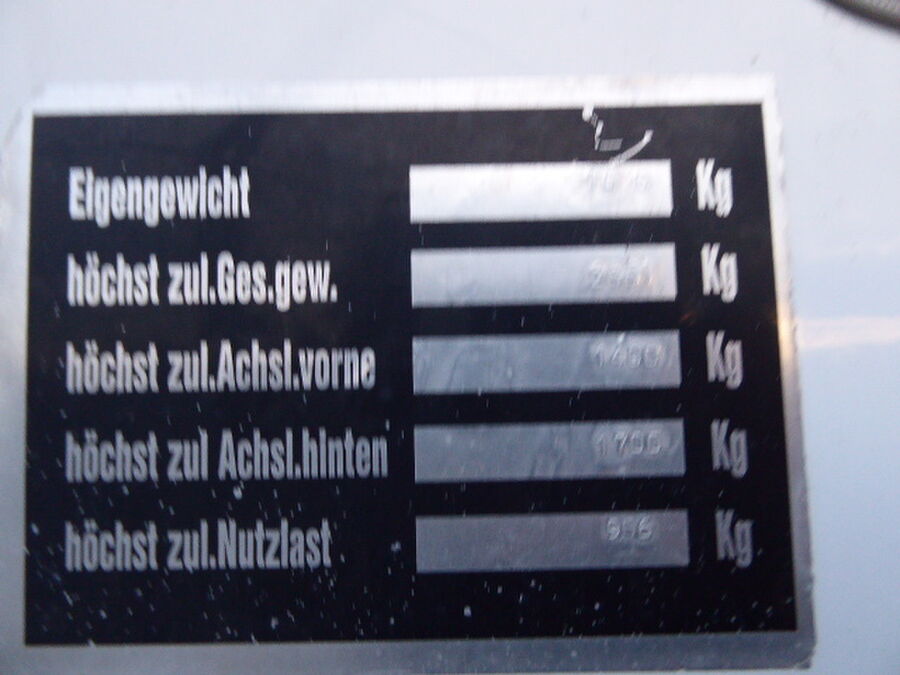 Eigengewicht Kg
höchst zul.Ges.gew. Kg
höchst zul.Achsl.vorne Kg
höchst zul Achsl.hinten Kg
höchst zul.Nutzlast Kg